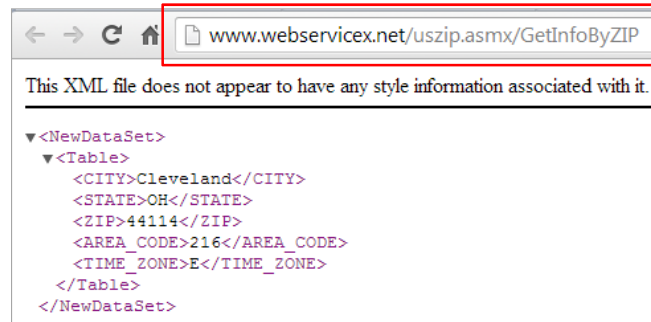 www.webservicex.net/uszip.asmx/GetInfoByZIP
This XML file does not appear to have any style information associated with it.
▼<NewDataSet>
▼<Table>
<CITY>Cleveland</CITY>
<STATE>OH</STATE>
<ZIP>44114</ZIP>
<AREA_CODE>216</AREA_CODE>
<TIME_ZONE>E</TIME_ZONE>
</Table>
</NewDataSet>